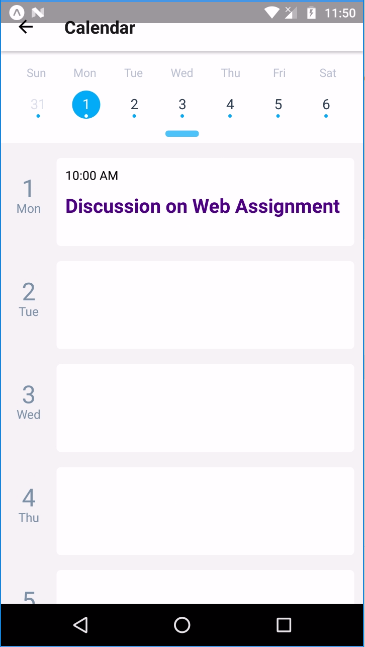 11:50
Calendar
Sun Mon Tue Wed Thu Fri Sat
31 1 2 3 4 5 6
1
Mon
10:00 AM
Discussion on Web Assignment
2
Tue
3
Wed
4
Thu
5